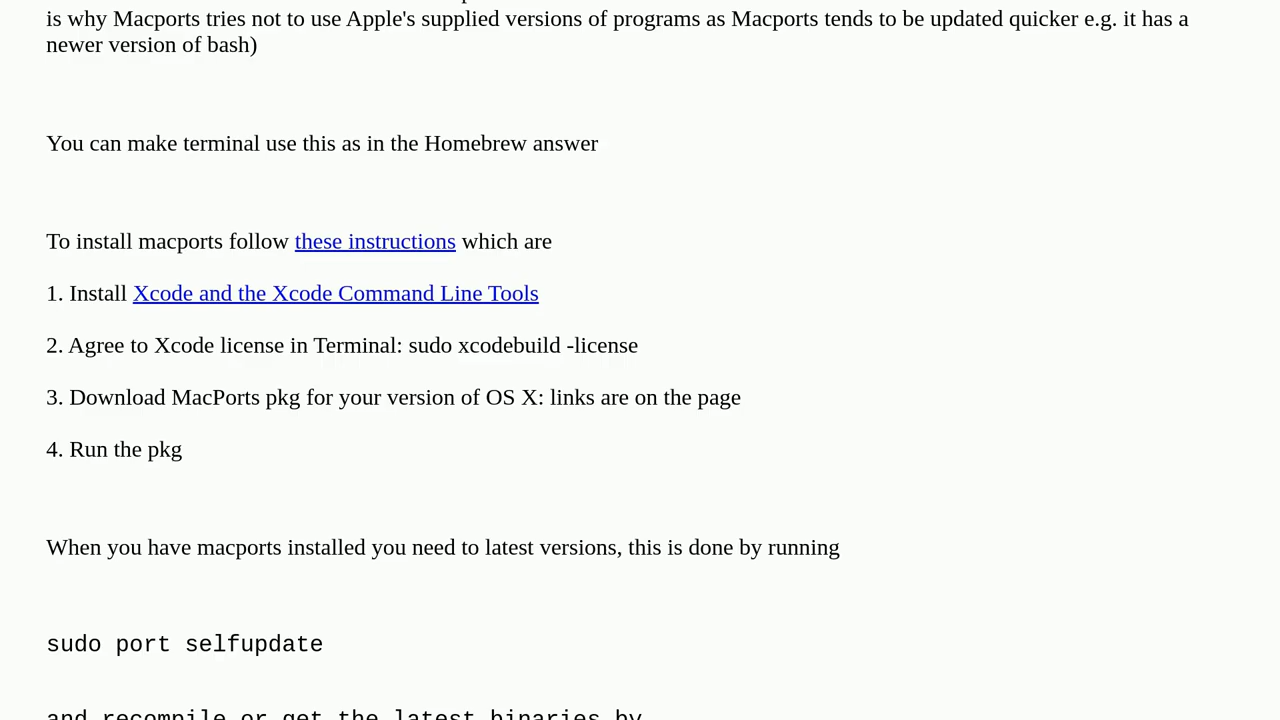 is why Macports tries not to use Apple's supplied versions of programs as Macports tends to be updated quicker e.g. it has a
newer version of bash)
You can make terminal use this as in the Homebrew answer
To install macports follow these instructions which are
1. Install Xcode and the Xcode Command Line Tools
2. Agree to Xcode license in Terminal: sudo xcodebuild -license
3. Download MacPorts pkg for your version of OS X: links are on the page
4. Run the pkg
When you have macports installed you need to latest versions, this is done by running
sudo port selfupdate
and recompile or get the latest binaries by